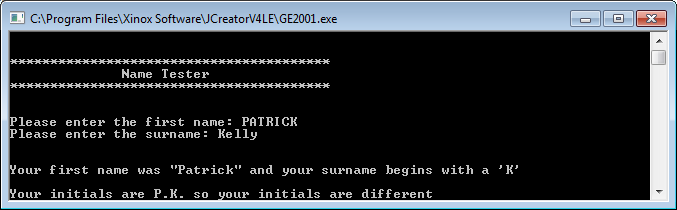 C:\Program Files\Xinox Software\JCreatorV4LE\GE2001.exe
****************************************
Name Tester
****************************************
Please enter the first name: PATRICK
Please enter the surname: Kelly
Your first name was "Patrick" and your surname begins with a 'K'
Your initials are P.K. so your initials are different